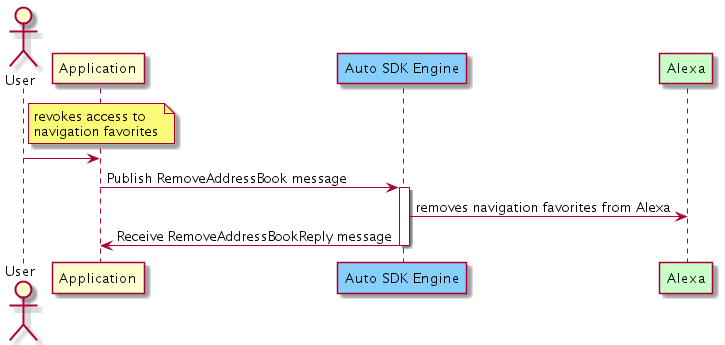 User
Application
Auto SDK Engine
Alexa
revokes access to
navigation favorites
Publish RemoveAddressBook message
removes navigation favorites from Alexa
Receive RemoveAddressBookReply message
User
Application
Auto SDK Engine
Alexa